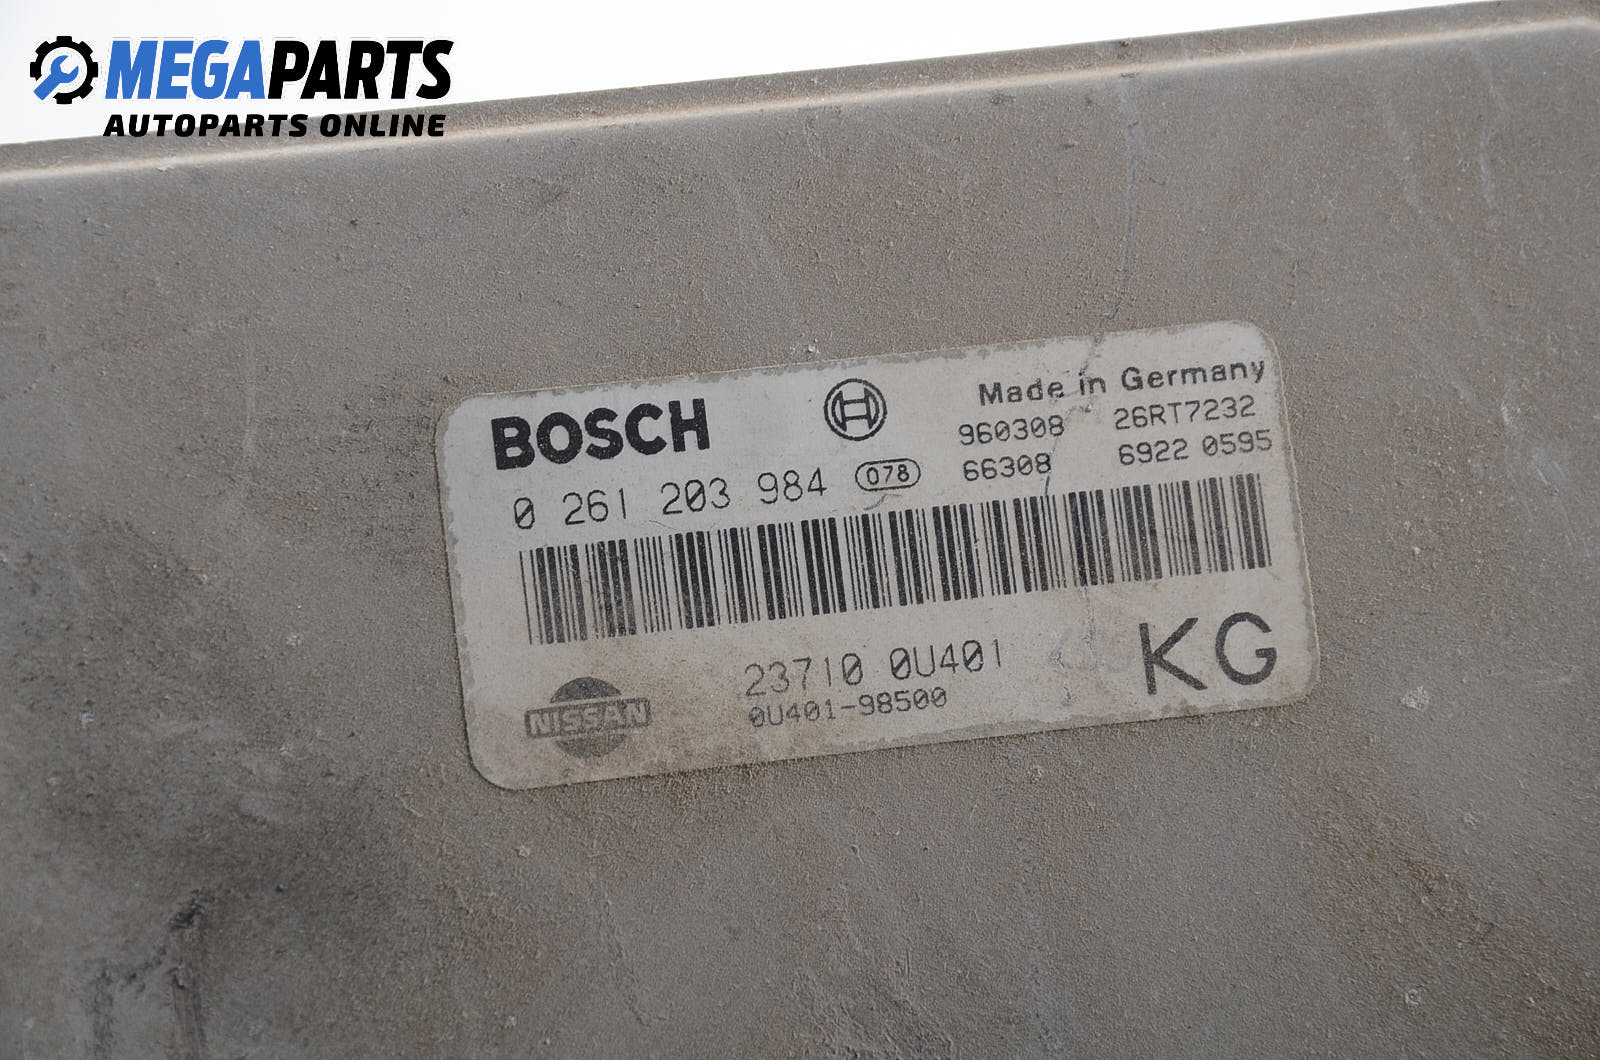 MEGAPARTS
AUTOPARTS ONLINE
BOSCH
Made in Germany
960308 26RT7232
0 261 203 984 078 66308 6922 0595
23710 0U401
0U401-98500
KG
NISSAN